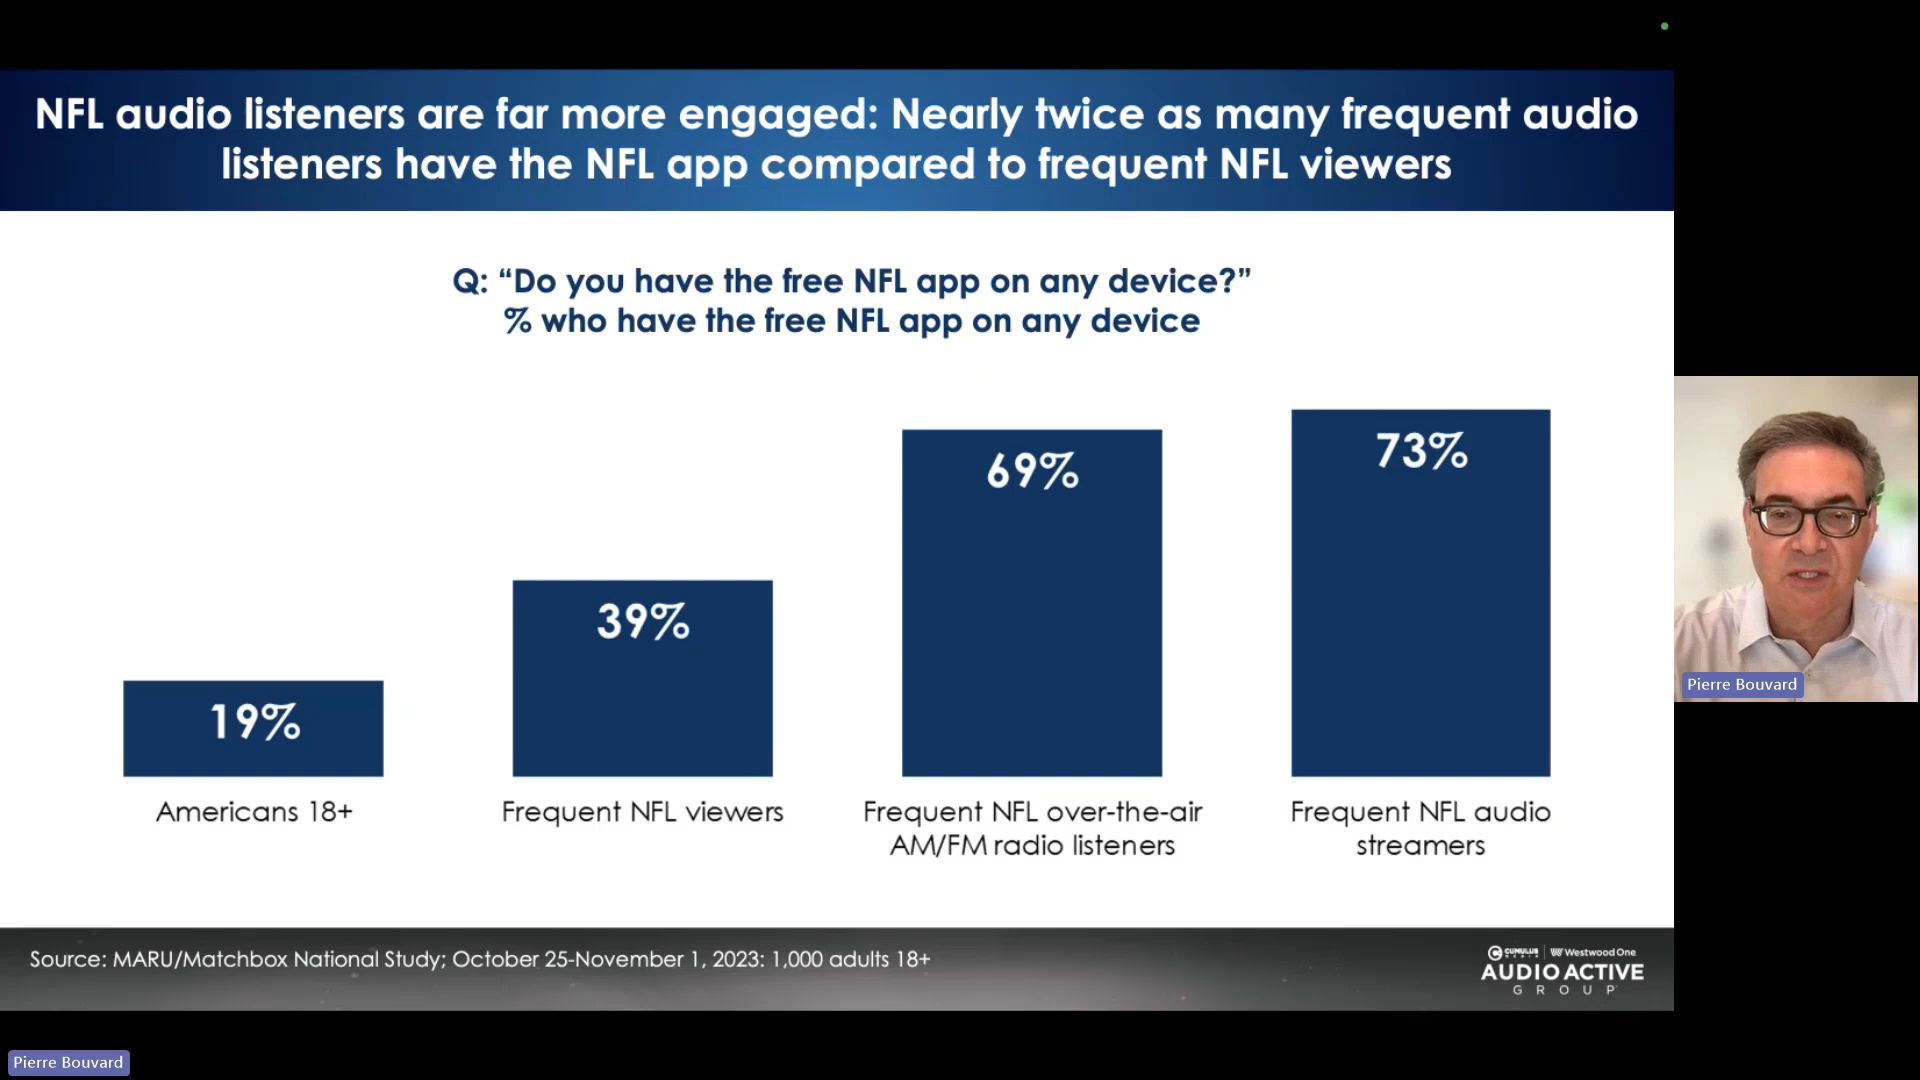 NFL audio listeners are far more engaged: Nearly twice as many frequent audio
listeners have the NFL app compared to frequent NFL viewers
Q: “Do you have the free NFL app on any device?”
% who have the free NFL app on any device
19%
39%
69%
73%
Americans 18+
Frequent NFL viewers
Frequent NFL over-the-air
AM/FM radio listeners
Frequent NFL audio
streamers
Source: MARU/Matchbox National Study; October 25-November 1, 2023: 1,000 adults 18+
CUMULUS
MEDIA
Westwood One
AUDIO ACTIVE
GROUP
Pierre Bouvard
Pierre Bouvard